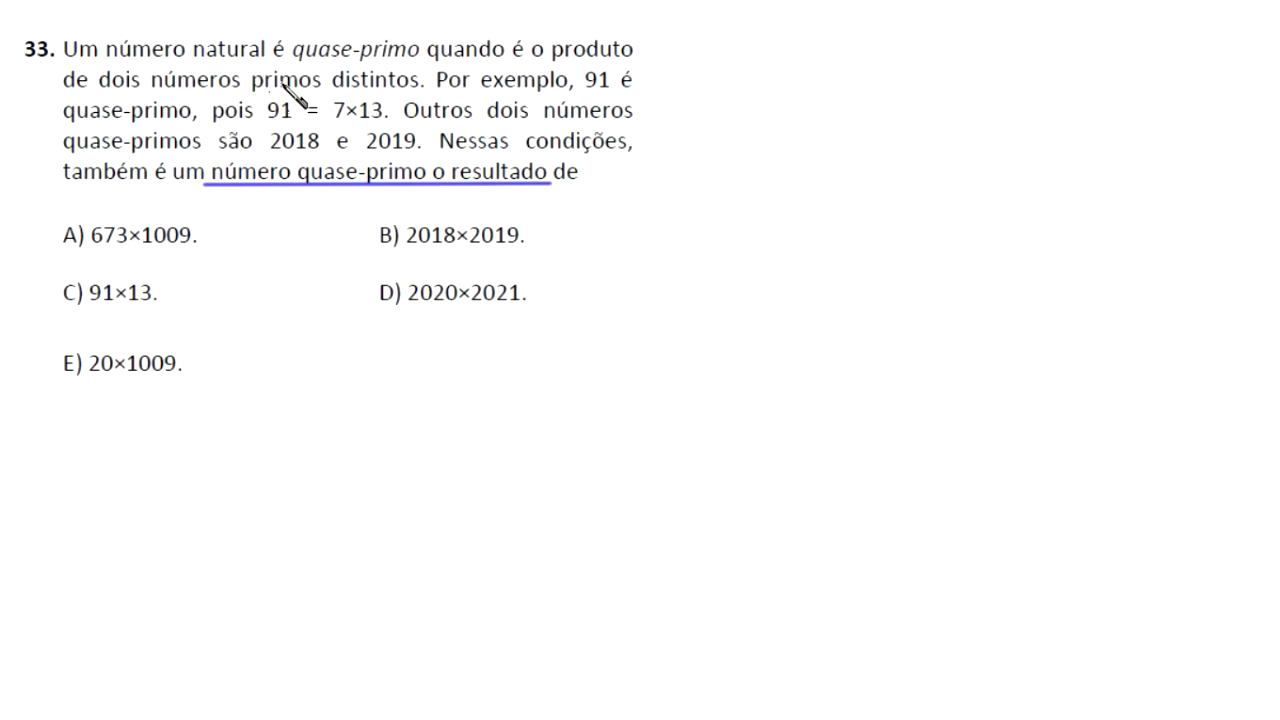 33. Um número natural é quase-primo quando é o produto
de dois números primos distintos. Por exemplo, 91 é
quase-primo, pois 91 = 7×13. Outros dois números
quase-primos são 2018 e 2019. Nessas condições,
também é um número quase-primo o resultado de
A) 673×1009. B) 2018×2019.
C) 91×13. D) 2020×2021.
E) 20×1009.